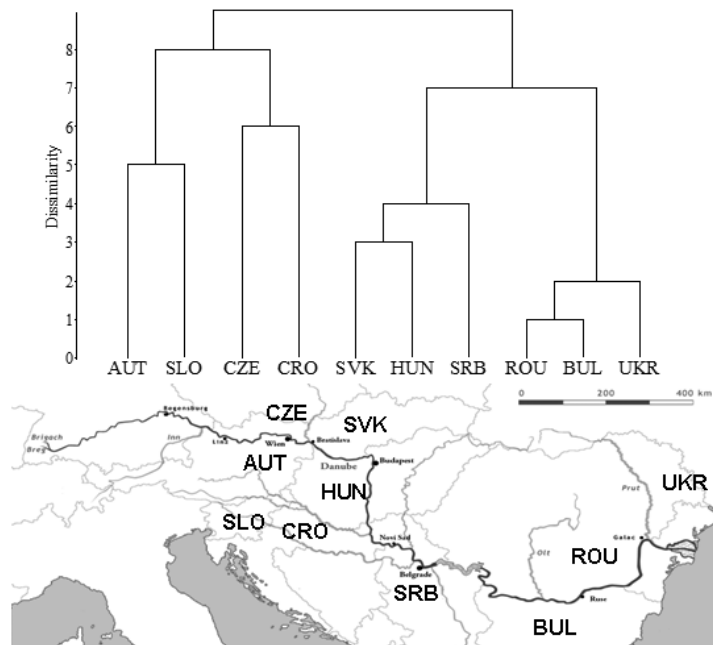 8
7
6
5
4
3
2
1
0
Dissimilarity
AUT SLO CZE CRO SVK HUN SRB ROU BUL UKR
0 100 200 300 400 km
Regensburg
CZE
SVK
Brigach
Breg
Inn
Linz
Wien
Bratislava
AUT
Danube
Budapest
HUN
UKR
Prut
SLO
CRO
Novi Sad
Galac
Olt
ROU
Belgrade
SRB
Ruse
BUL